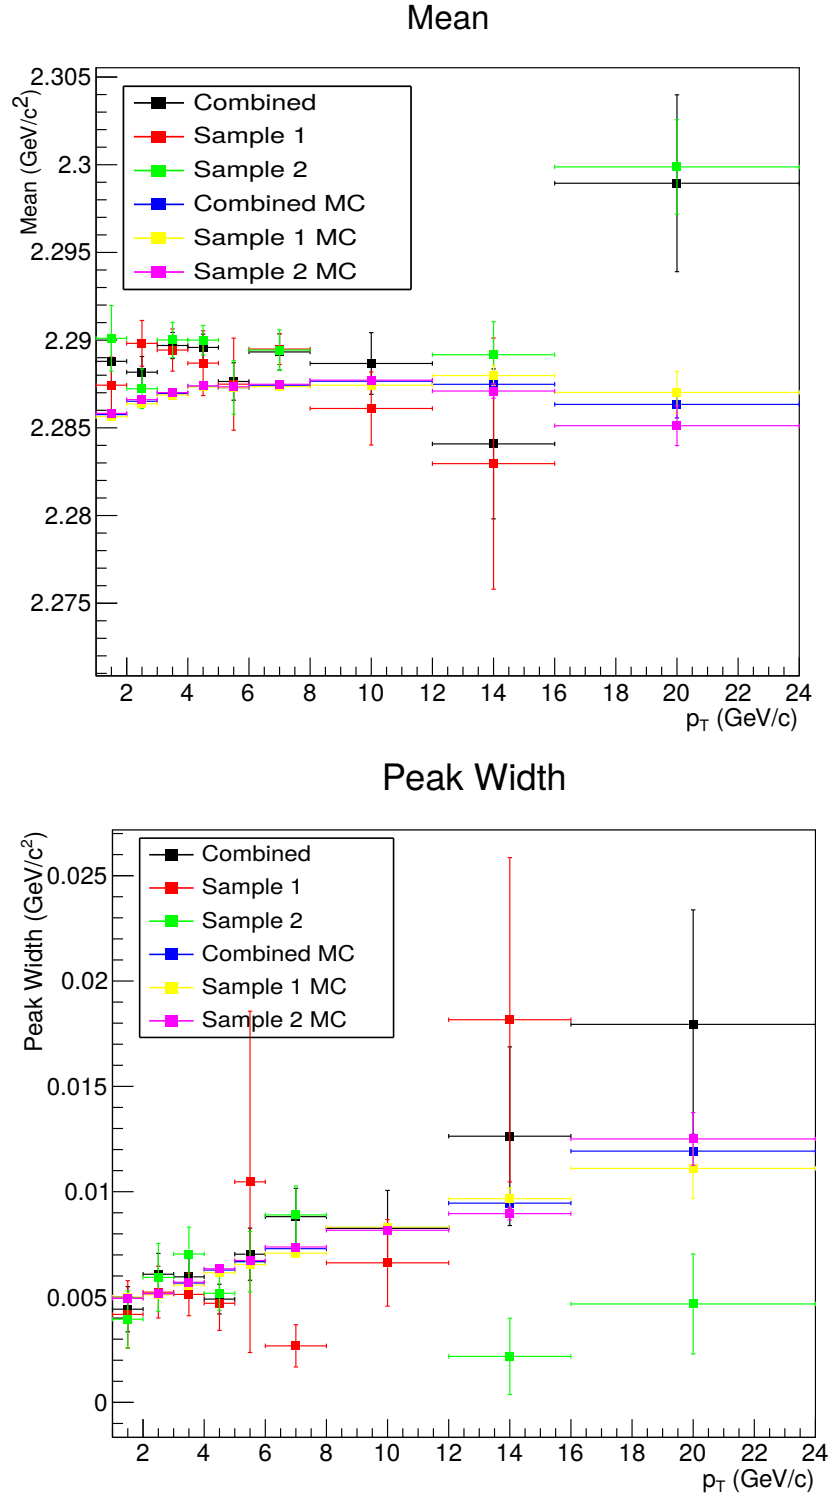 Mean
Mean (GeV/c²)
2.305
2.3
2.295
2.29
2.285
2.28
2.275
Combined
Sample 1
Sample 2
Combined MC
Sample 1 MC
Sample 2 MC
2 4 6 8 10 12 14 16 18 20 22 24
p_T (GeV/c)
Peak Width
Peak Width (GeV/c²)
0.025
0.02
0.015
0.01
0.005
0
Combined
Sample 1
Sample 2
Combined MC
Sample 1 MC
Sample 2 MC
2 4 6 8 10 12 14 16 18 20 22 24
p_T (GeV/c)